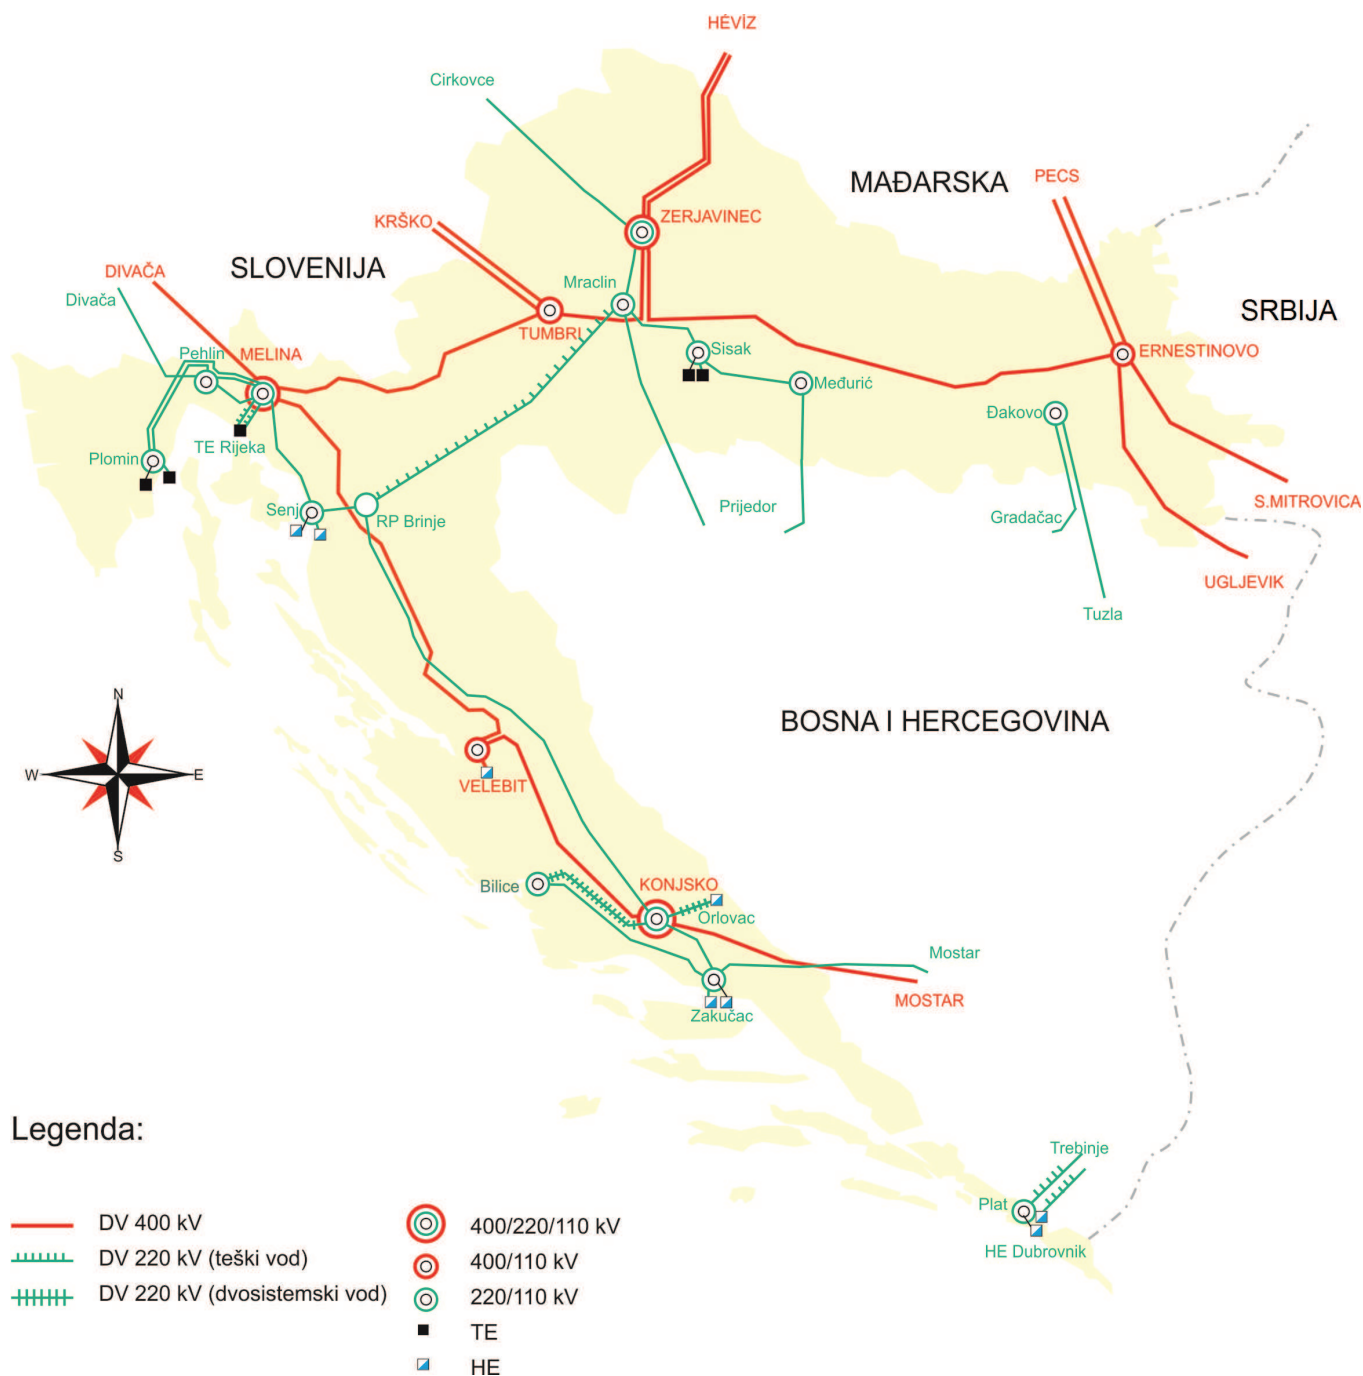 HÉVÍZ
Cirkovce
MAĐARSKA
PECS
KRŠKO
ZERJAVINEC
SLOVENIJA
DIVAČA
Divača
Mraclin
SRBIJA
TUMBRI
Pehlin
MELINA
Sisak
ERNESTINOVO
Međurić
Đakovo
TE Rijeka
Plomin
Senj
RP Brinje
Prijedor
Gradačac
S.MITROVICA
UGLJEVIK
Tuzla
N
W
E
S
BOSNA I HERCEGOVINA
VELEBIT
Bilice
KONJSKO
Orlovac
Mostar
MOSTAR
Zakučac
Trebinje
Plat
HE Dubrovnik
Legenda:
DV 400 kV
DV 220 kV (teški vod)
DV 220 kV (dvosistemski vod)
400/220/110 kV
400/110 kV
220/110 kV
TE
HE